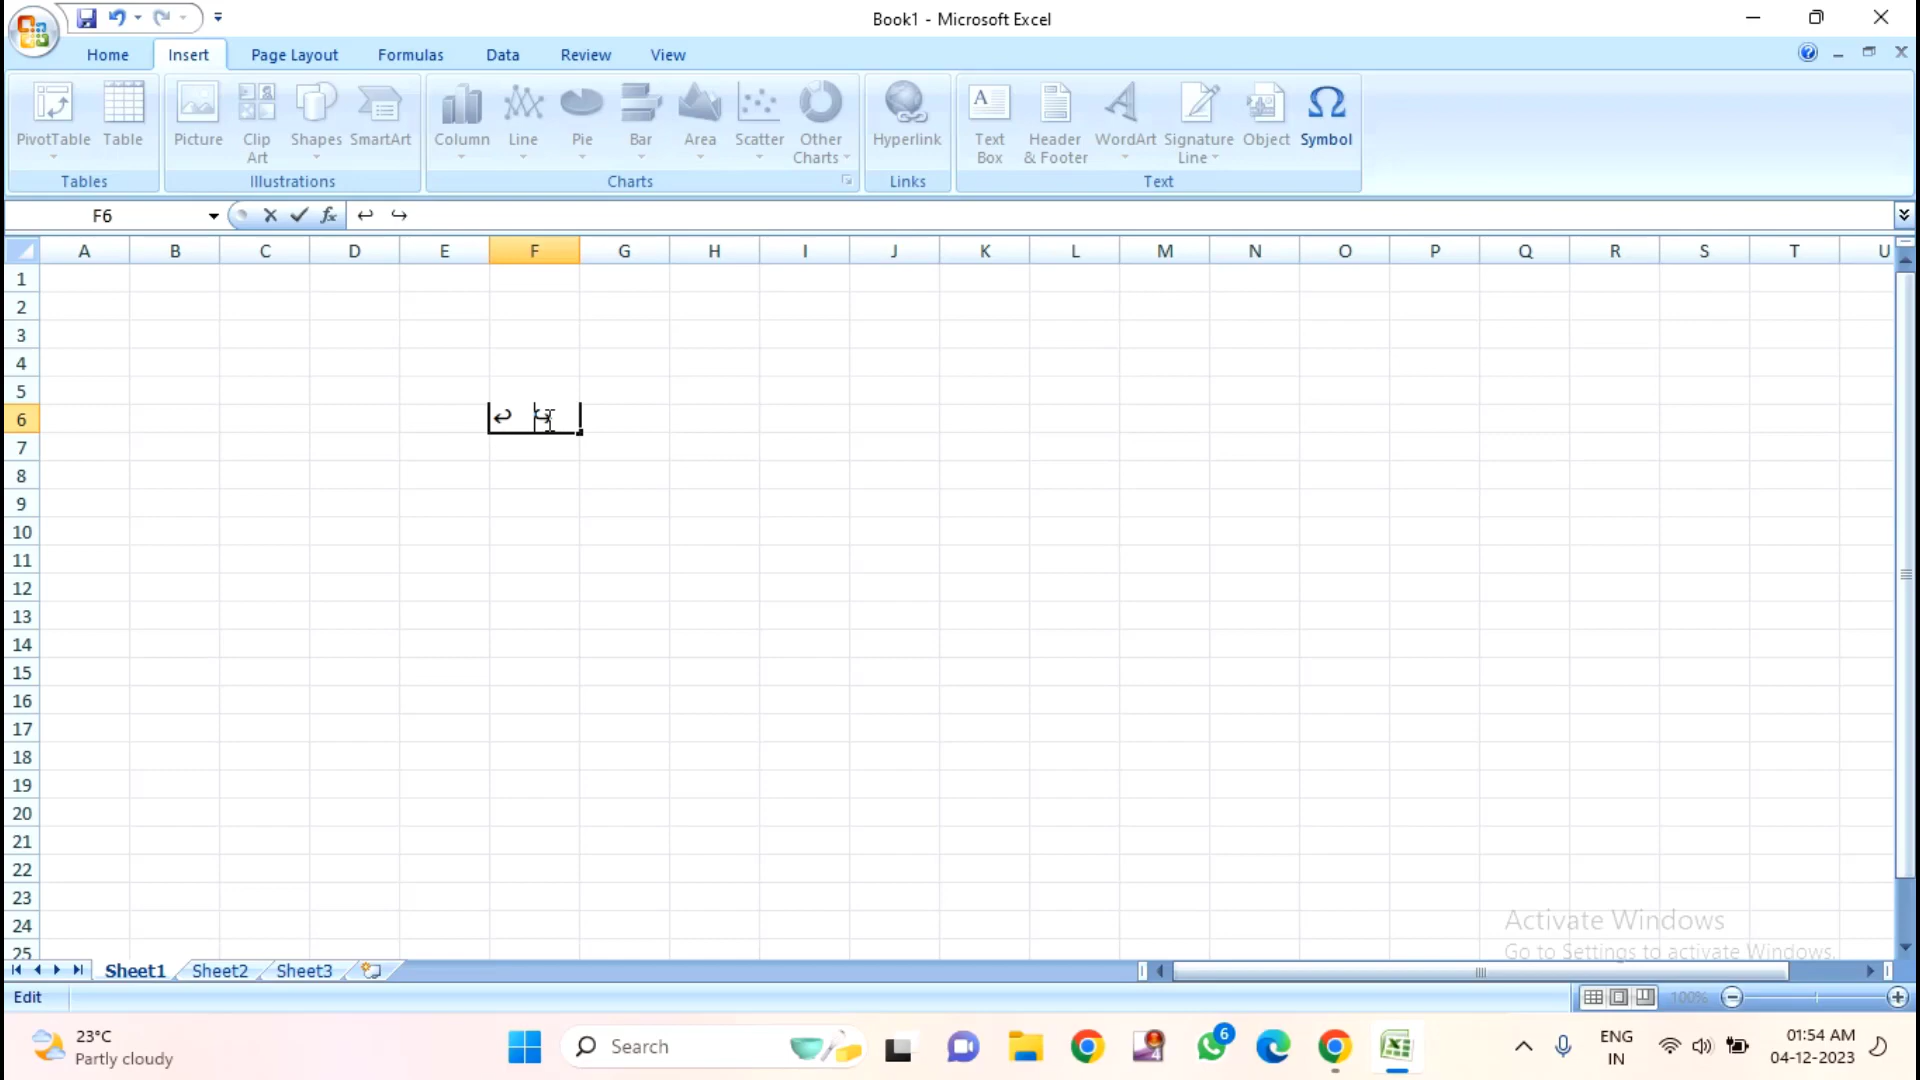 Book1 - Microsoft Excel
Home Insert Page Layout Formulas Data Review View
PivotTable Table Picture Clip Art Shapes SmartArt Column Line Pie Bar Area Scatter Other Charts Hyperlink Text Box Header & Footer WordArt Signature Line Object Symbol
Tables Illustrations Charts Links Text
F6 fx ↩ ↪
A B C D E F G H I J K L M N O P Q R S T U
1
2
3
4
5
6 ↩ ↪
7
8
9
10
11
12
13
14
15
16
17
18
19
20
21
22
23
24
25
Activate Windows
Go to Settings to activate Windows.
Sheet1 Sheet2 Sheet3
Edit 100%
23°C
Partly cloudy
Search
4
6
ENG
IN
01:54 AM
04-12-2023